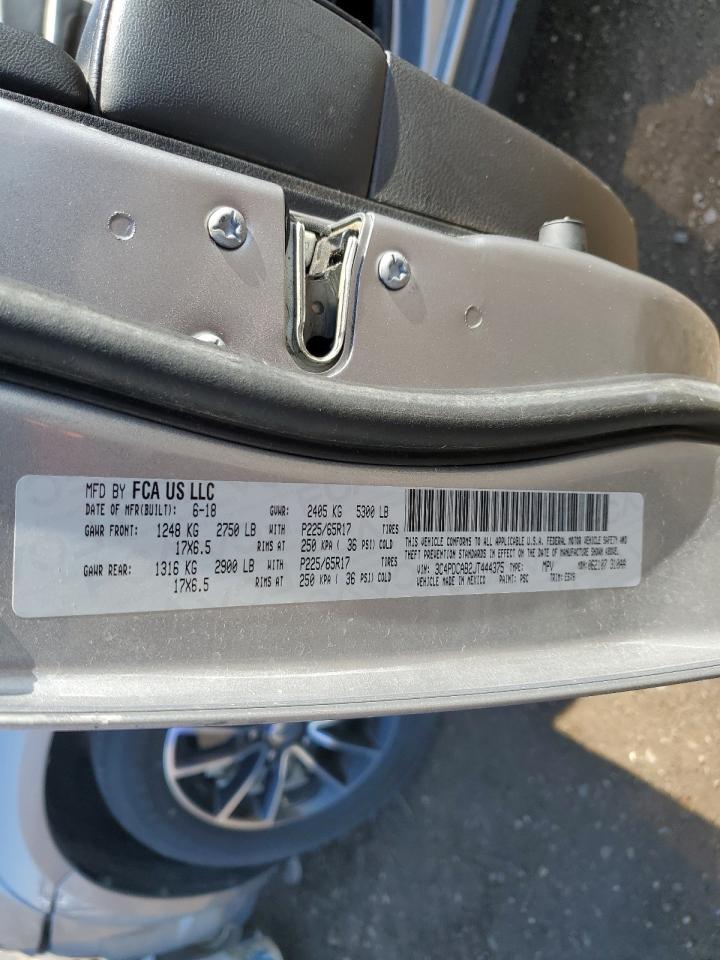 MFD BY FCA US LLC
DATE OF MFR(BUILT): 6-18 GVWR: 2405 KG 5300 LB
GAWR FRONT: 1248 KG 2750 LB WITH P225/65R17 TIRES
17X6.5 RIMS AT 250 KPA ( 36 PSI) COLD
GAWR REAR: 1316 KG 2900 LB WITH P225/65R17 TIRES
17X6.5 RIMS AT 250 KPA ( 36 PSI) COLD
THIS VEHICLE CONFORMS TO ALL APPLICABLE U.S.A. FEDERAL MOTOR VEHICLE SAFETY AND
THEFT PREVENTION STANDARDS IN EFFECT ON THE DATE OF MANUFACTURE SHOWN ABOVE.
VIN: 3C4PDCAB2JT444375 TYPE: MPV MDH: 062107 310AA
VEHICLE MADE IN MEXICO PAINT: PSC TRIM: